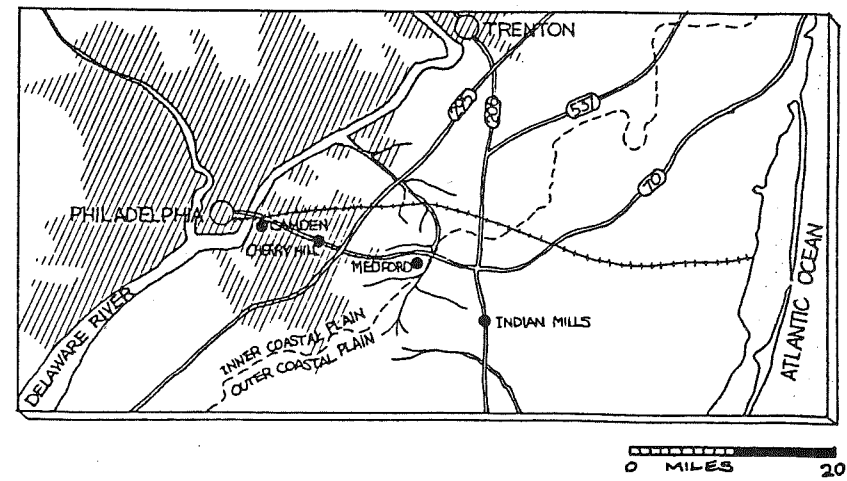 TRENTON
295
206
537
70
PHILADELPHIA
CAMDEN
CHERRY HILL
MEDFORD
INDIAN MILLS
DELAWARE RIVER
INNER COASTAL PLAIN
OUTER COASTAL PLAIN
ATLANTIC OCEAN
0 MILES 20